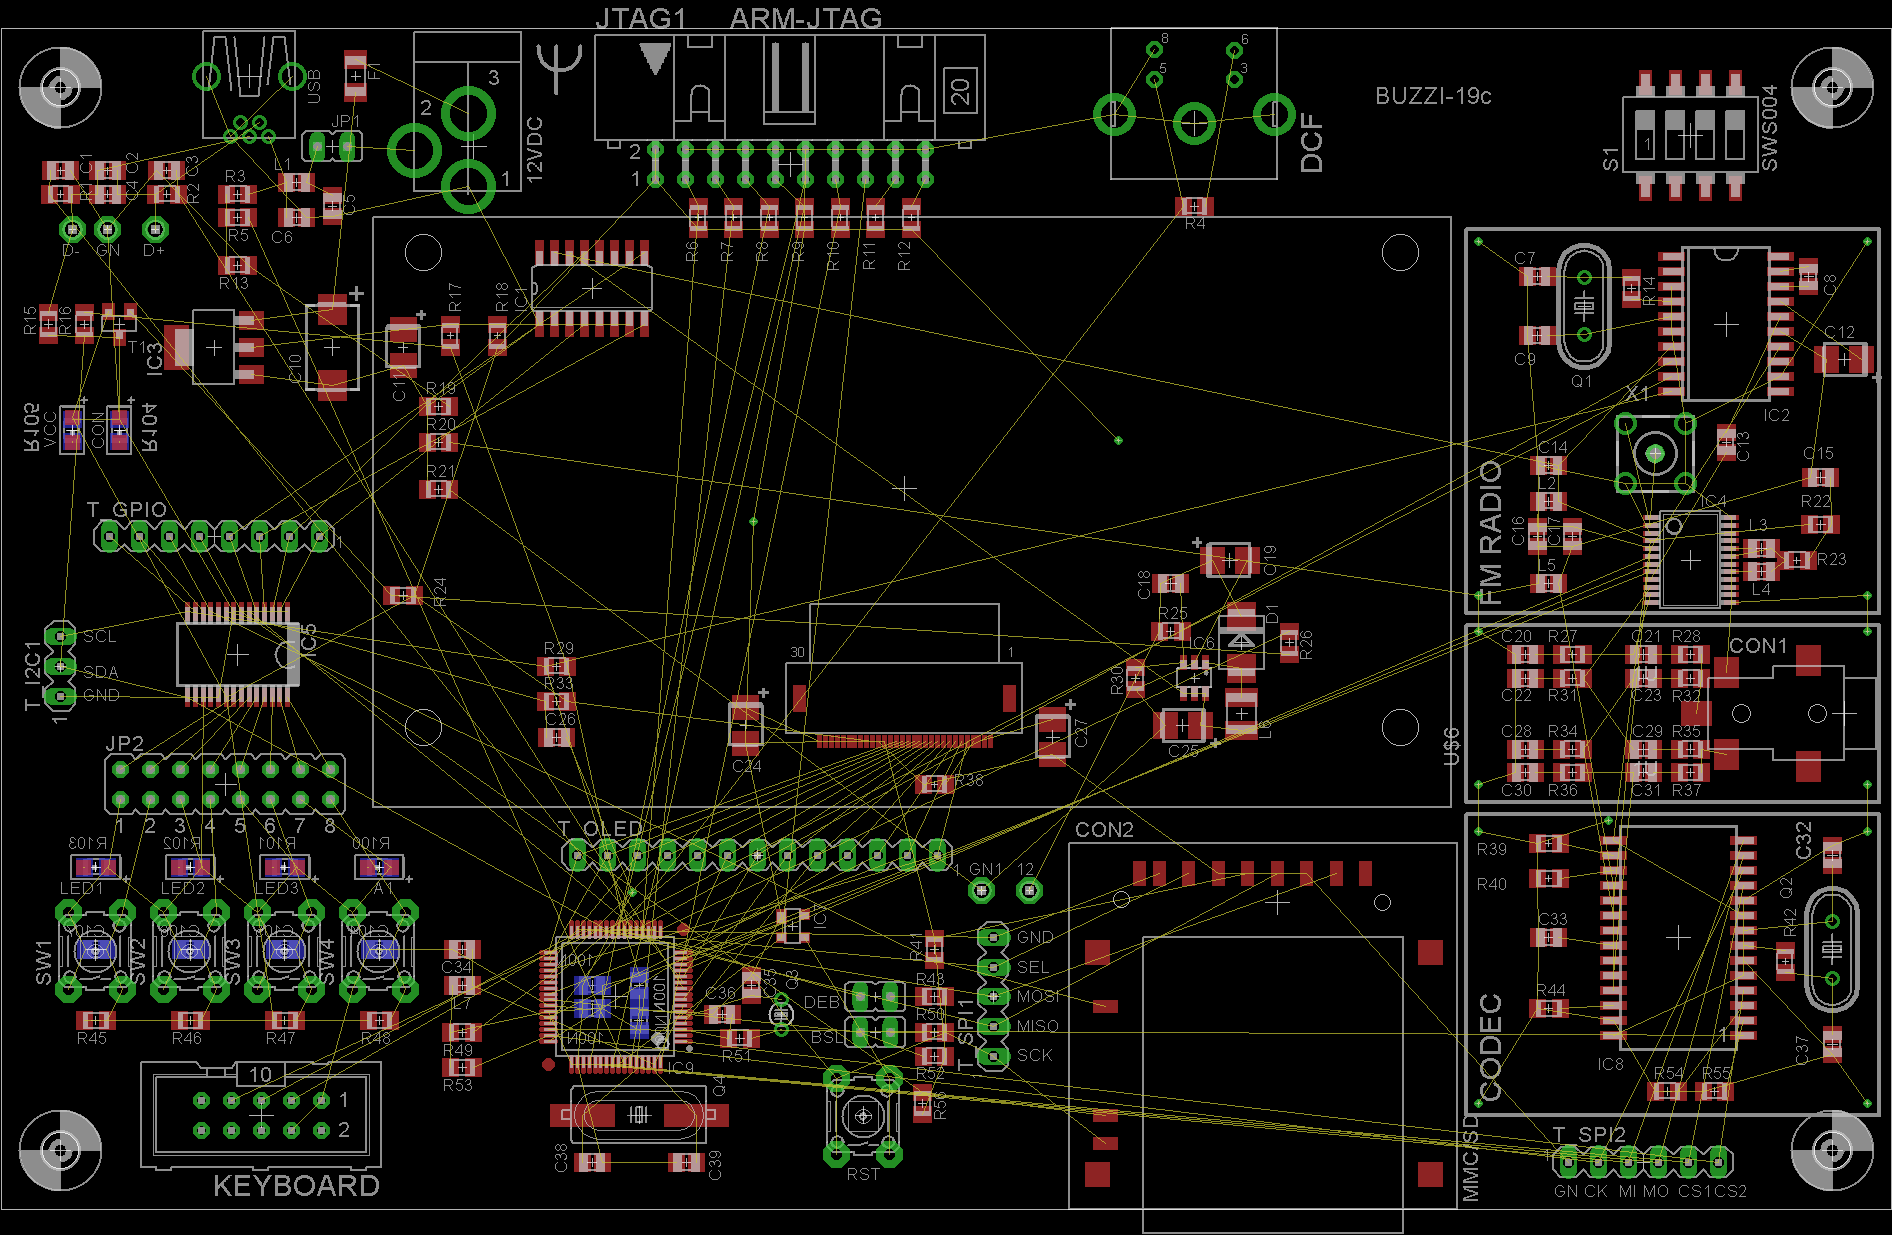 JTAG1 ARM-JTAG
BUZZI-19c
USB
F1
JP1
2
3
1
12VDC
2
1
20
8
6
5
3
DCF
R4
S1
1
SWS004
C1
C2
C3
R2
L1
R3
R5
C6
C5
R13
D-
GN
D+
R6
R7
R8
R9
R10
R11
R12
R15
R16
T1
IC3
C10
C11
R17
R18
R19
R20
R21
R105
VCC
CON
R104
C7
C9
Q1
R14
C8
C12
IC2
X1
C13
C14
C15
R22
IC4
C16
C17
L3
L4
L5
R23
FM RADIO
T_GPIO
1
R24
C18
C19
R25
D1
IC6
R26
R30
C25
SCL
SDA
GND
T_I2C1
1
R29
R33
C26
30
1
C24
C27
R38
U$6
C20
R27
C21
R28
CON1
C22
R31
C23
R32
C28
R34
C29
R35
C30
R36
C31
R37
JP2
1 2 3 4 5 6 7 8
R103
R102
R101
R100
LED1
LED2
LED3
A1
T_OLED
1
GN1
12
CON2
R39
R40
C33
R44
C32
Q2
R42
C37
IC8
1
R54
R55
CODEC
SW1
SW2
SW3
SW4
R45
R46
R47
R48
C34
L7
R49
R53
C36
C35
Q3
R51
IC9
R41
R43
R50
R52
DEB
BSL
GND
SEL
MOSI
MISO
SCK
T_SPI1
Q4
C38
C39
RST
10
1
2
KEYBOARD
MMC/SD
T_SPI2
GN CK MI MO CS1 CS2